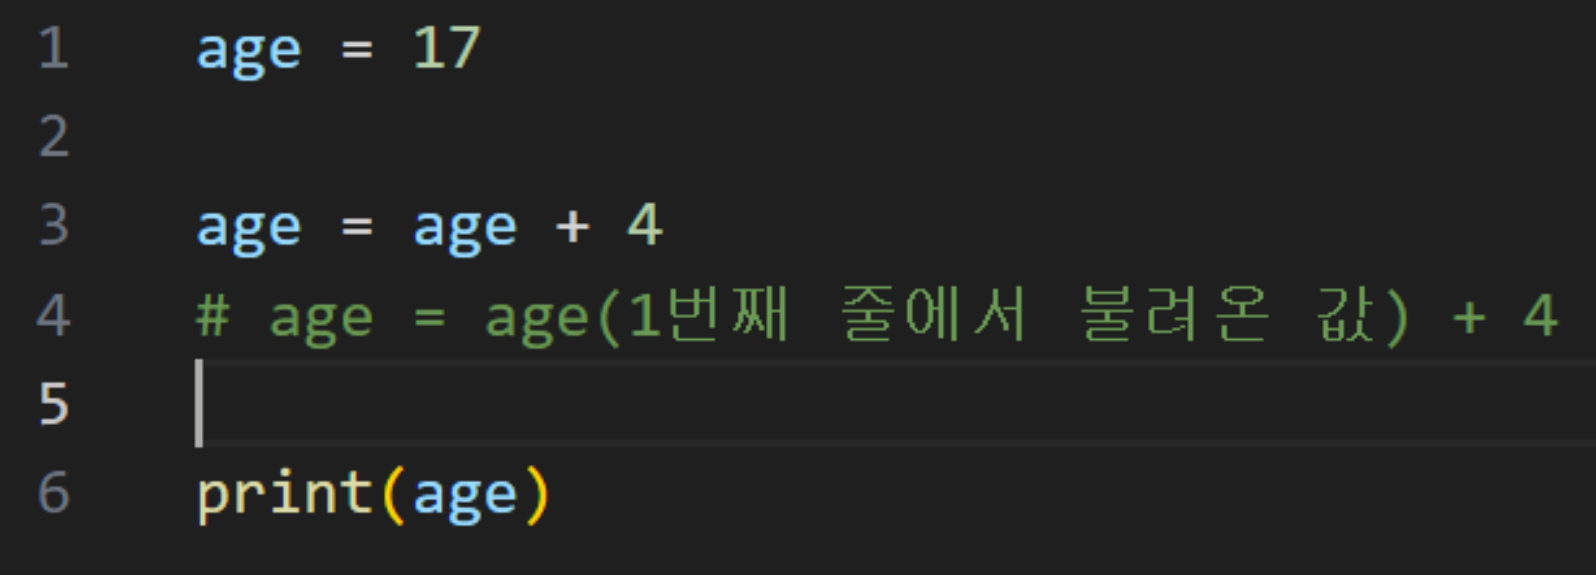 1 age = 17
2
3 age = age + 4
4 # age = age(1번째 줄에서 불려온 값) + 4
5
6 print(age)